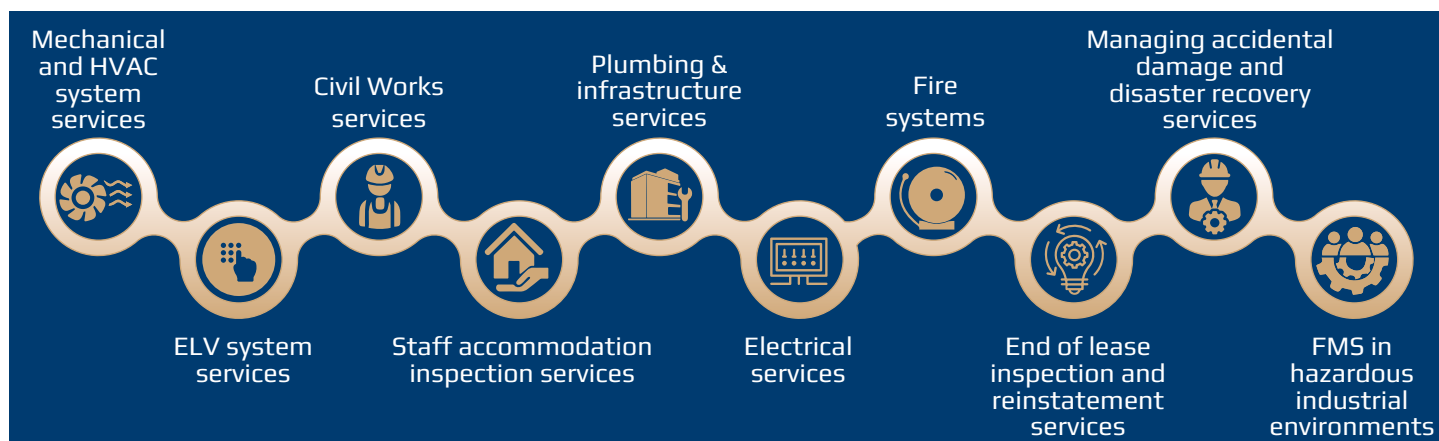 Mechanical
and HVAC
system
services
ELV system
services
Civil Works
services
Staff accommodation
inspection services
Plumbing &
infrastructure
services
Electrical
services
Fire
systems
End of lease
inspection and
reinstatement
services
Managing accidental
damage and
disaster recovery
services
FMS in
hazardous
industrial
environments